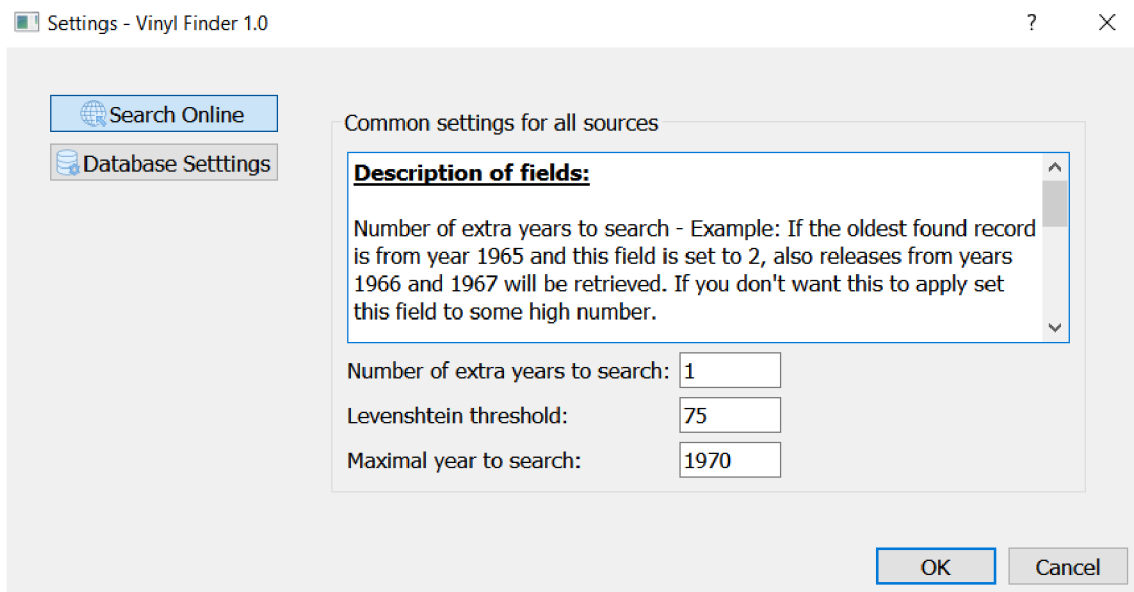 Settings - Vinyl Finder 1.0
?
Search Online
Database Setttings
Common settings for all sources
Description of fields:
Number of extra years to search - Example: If the oldest found record
is from year 1965 and this field is set to 2, also releases from years
1966 and 1967 will be retrieved. If you don't want this to apply set
this field to some high number.
Number of extra years to search: 1
Levenshtein threshold: 75
Maximal year to search: 1970
OK Cancel